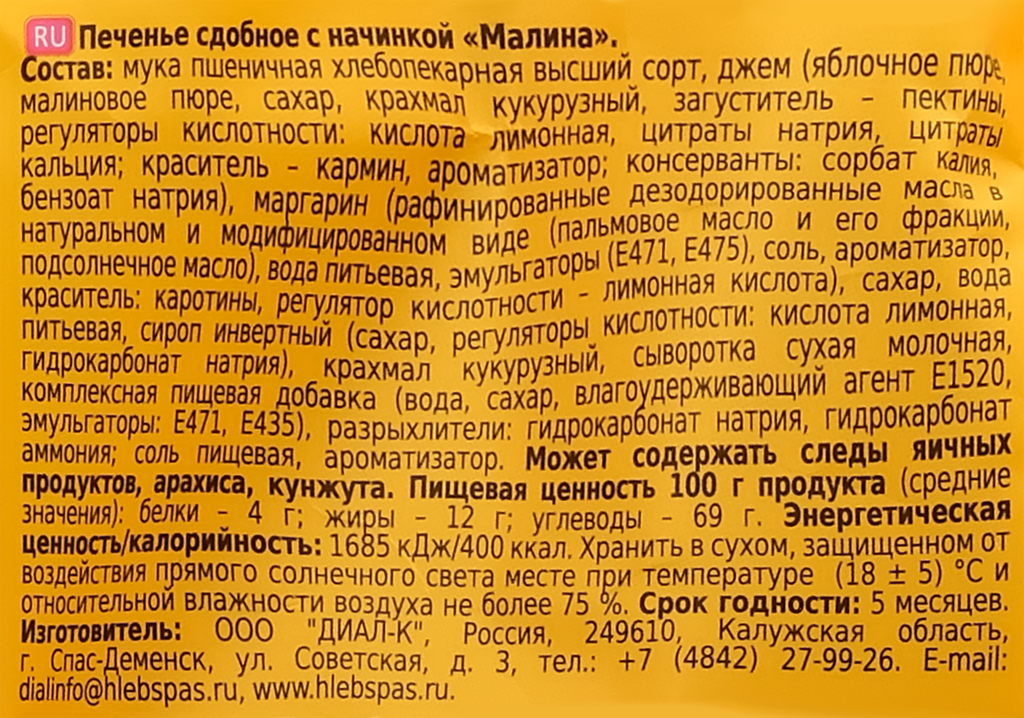 RU Печенье сдобное с начинкой «Малина».
Состав: мука пшеничная хлебопекарная высший сорт, джем (яблочное пюре,
малиновое пюре, сахар, крахмал кукурузный, загуститель – пектины,
регуляторы кислотности: кислота лимонная, цитраты натрия, цитраты
кальция; краситель – кармин, ароматизатор; консерванты: сорбат калия,
бензоат натрия), маргарин (рафинированные дезодорированные масла в
натуральном и модифицированном виде (пальмовое масло и его фракции,
подсолнечное масло), вода питьевая, эмульгаторы (Е471, Е475), соль, ароматизатор,
краситель: каротины, регулятор кислотности – лимонная кислота), сахар, вода
питьевая, сироп инвертный (сахар, регуляторы кислотности: кислота лимонная,
гидрокарбонат натрия), крахмал кукурузный, сыворотка сухая молочная,
комплексная пищевая добавка (вода, сахар, влагоудерживающий агент Е1520,
эмульгаторы: Е471, Е435), разрыхлители: гидрокарбонат натрия, гидрокарбонат
аммония; соль пищевая, ароматизатор. Может содержать следы яичных
продуктов, арахиса, кунжута. Пищевая ценность 100 г продукта (средние
значения): белки – 4 г; жиры – 12 г; углеводы – 69 г. Энергетическая
ценность/калорийность: 1685 кДж/400 ккал. Хранить в сухом, защищенном от
воздействия прямого солнечного света месте при температуре (18 ± 5) °С и
относительной влажности воздуха не более 75 %. Срок годности: 5 месяцев.
Изготовитель: ООО "ДИАЛ-К", Россия, 249610, Калужская область,
г. Спас-Деменск, ул. Советская, д. 3, тел.: +7 (4842) 27-99-26. E-mail:
dialinfo@hlebspas.ru, www.hlebspas.ru.